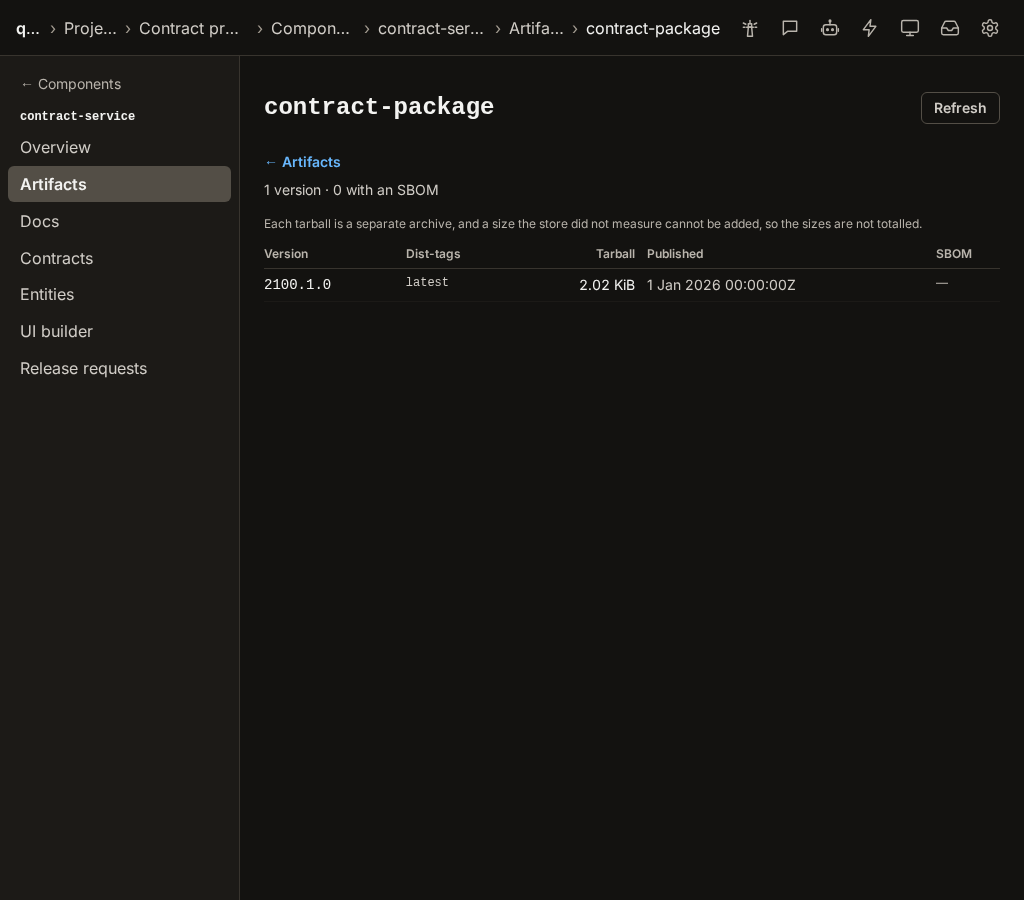 q... › Proje... › Contract pr... › Compon... › contract-ser... › Artifa... › contract-package
← Components
contract-service
Overview
Artifacts
Docs
Contracts
Entities
UI builder
Release requests
contract-package
Refresh
← Artifacts
1 version · 0 with an SBOM
Each tarball is a separate archive, and a size the store did not measure cannot be added, so the sizes are not totalled.
Version Dist-tags Tarball Published SBOM
2100.1.0 latest 2.02 KiB 1 Jan 2026 00:00:00Z —